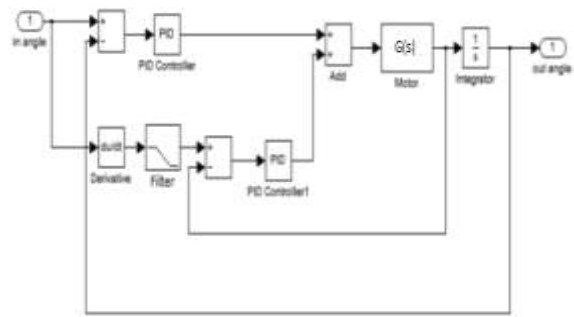 1
in angle
+
-
PID
PID Controller
+
+
Add
G(s)
Motor
1
s
Integrator
1
out angle
du/dt
Derivative
Filter
+
-
PID
PID Controller1